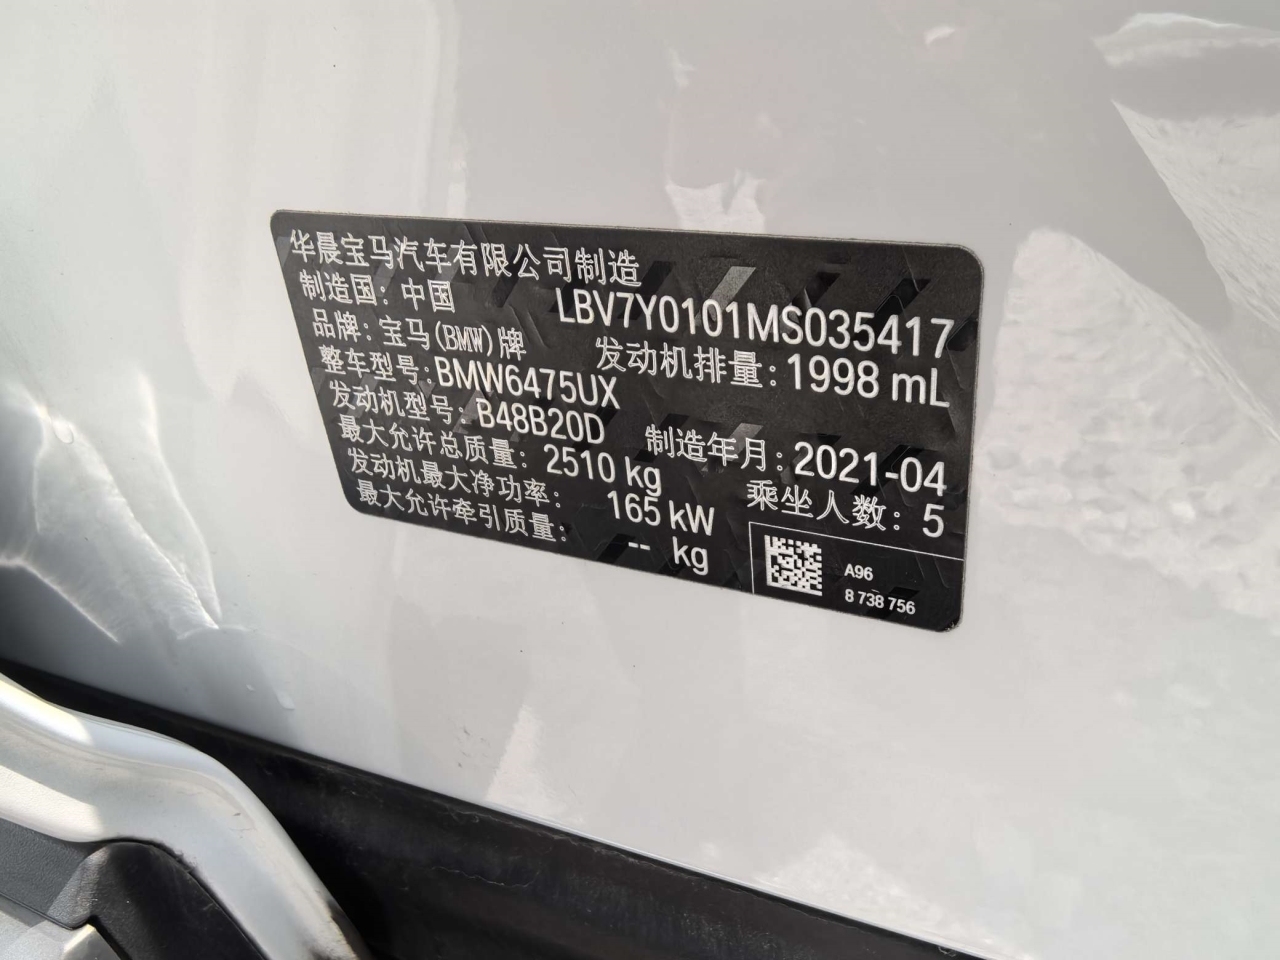 华晨宝马汽车有限公司制造
制造国：中国 LBV7Y0101MS035417
品牌：宝马(BMW)牌 发动机排量：1998 mL
整车型号：BMW6475UX
发动机型号：B48B20D 制造年月：2021-04
最大允许总质量：2510 kg 乘坐人数：5
发动机最大净功率：165 kW
最大允许牵引质量：-- kg
A96
8 738 756